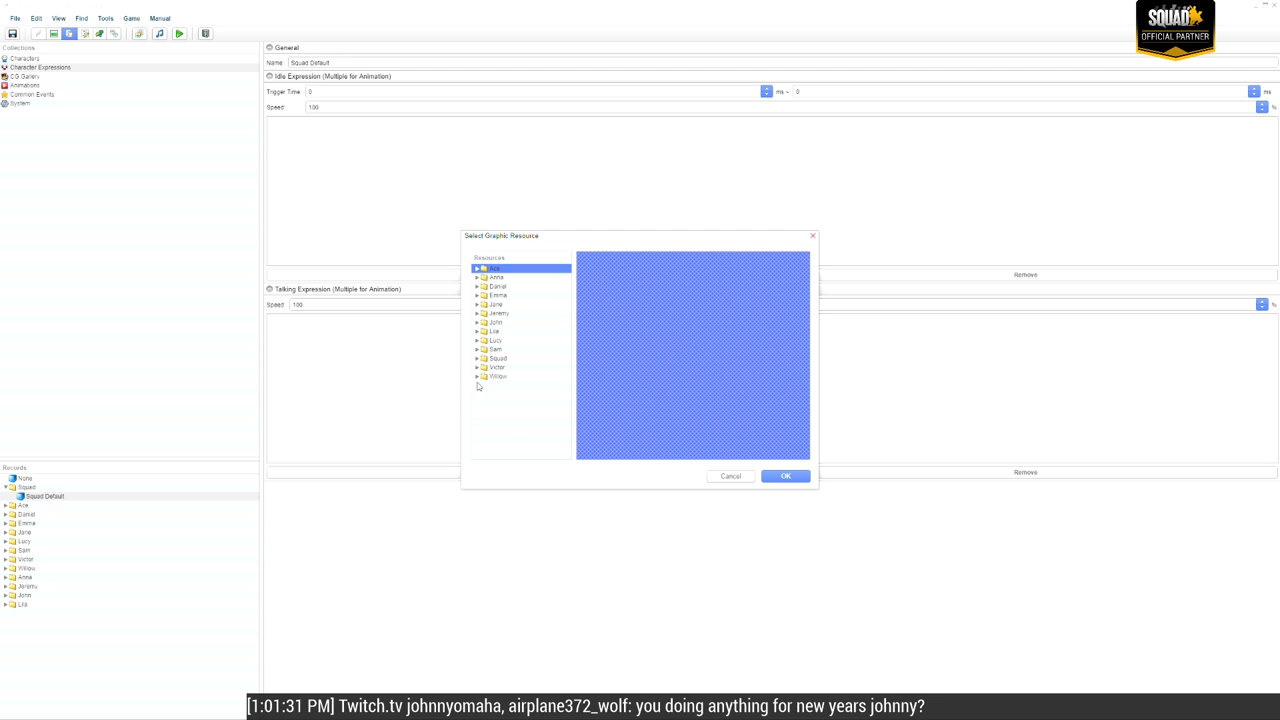 File Edit View Find Tools Game Manual
SQUAD
OFFICIAL PARTNER
Collections
Characters
Character Expressions
CG Gallery
Animations
Common Events
System
General
Name Squad Default
Idle Expression (Multiple for Animation)
Trigger Time 0 ms ~ 0 ms
Speed 100 %
Remove
Talking Expression (Multiple for Animation)
Speed 100 %
Remove
Select Graphic Resource
Resources
Ace
Anna
Daniel
Emma
Jane
Jeremy
John
Lila
Lucy
Sam
Squad
Victor
Willow
Cancel OK
Records
None
Squad
Squad Default
Ace
Daniel
Emma
Jane
Lucy
Sam
Victor
Willow
Anna
Jeremy
John
Lila
[1:01:31 PM] Twitch.tv johnnyomaha, airplane372_wolf: you doing anything for new years johnny?